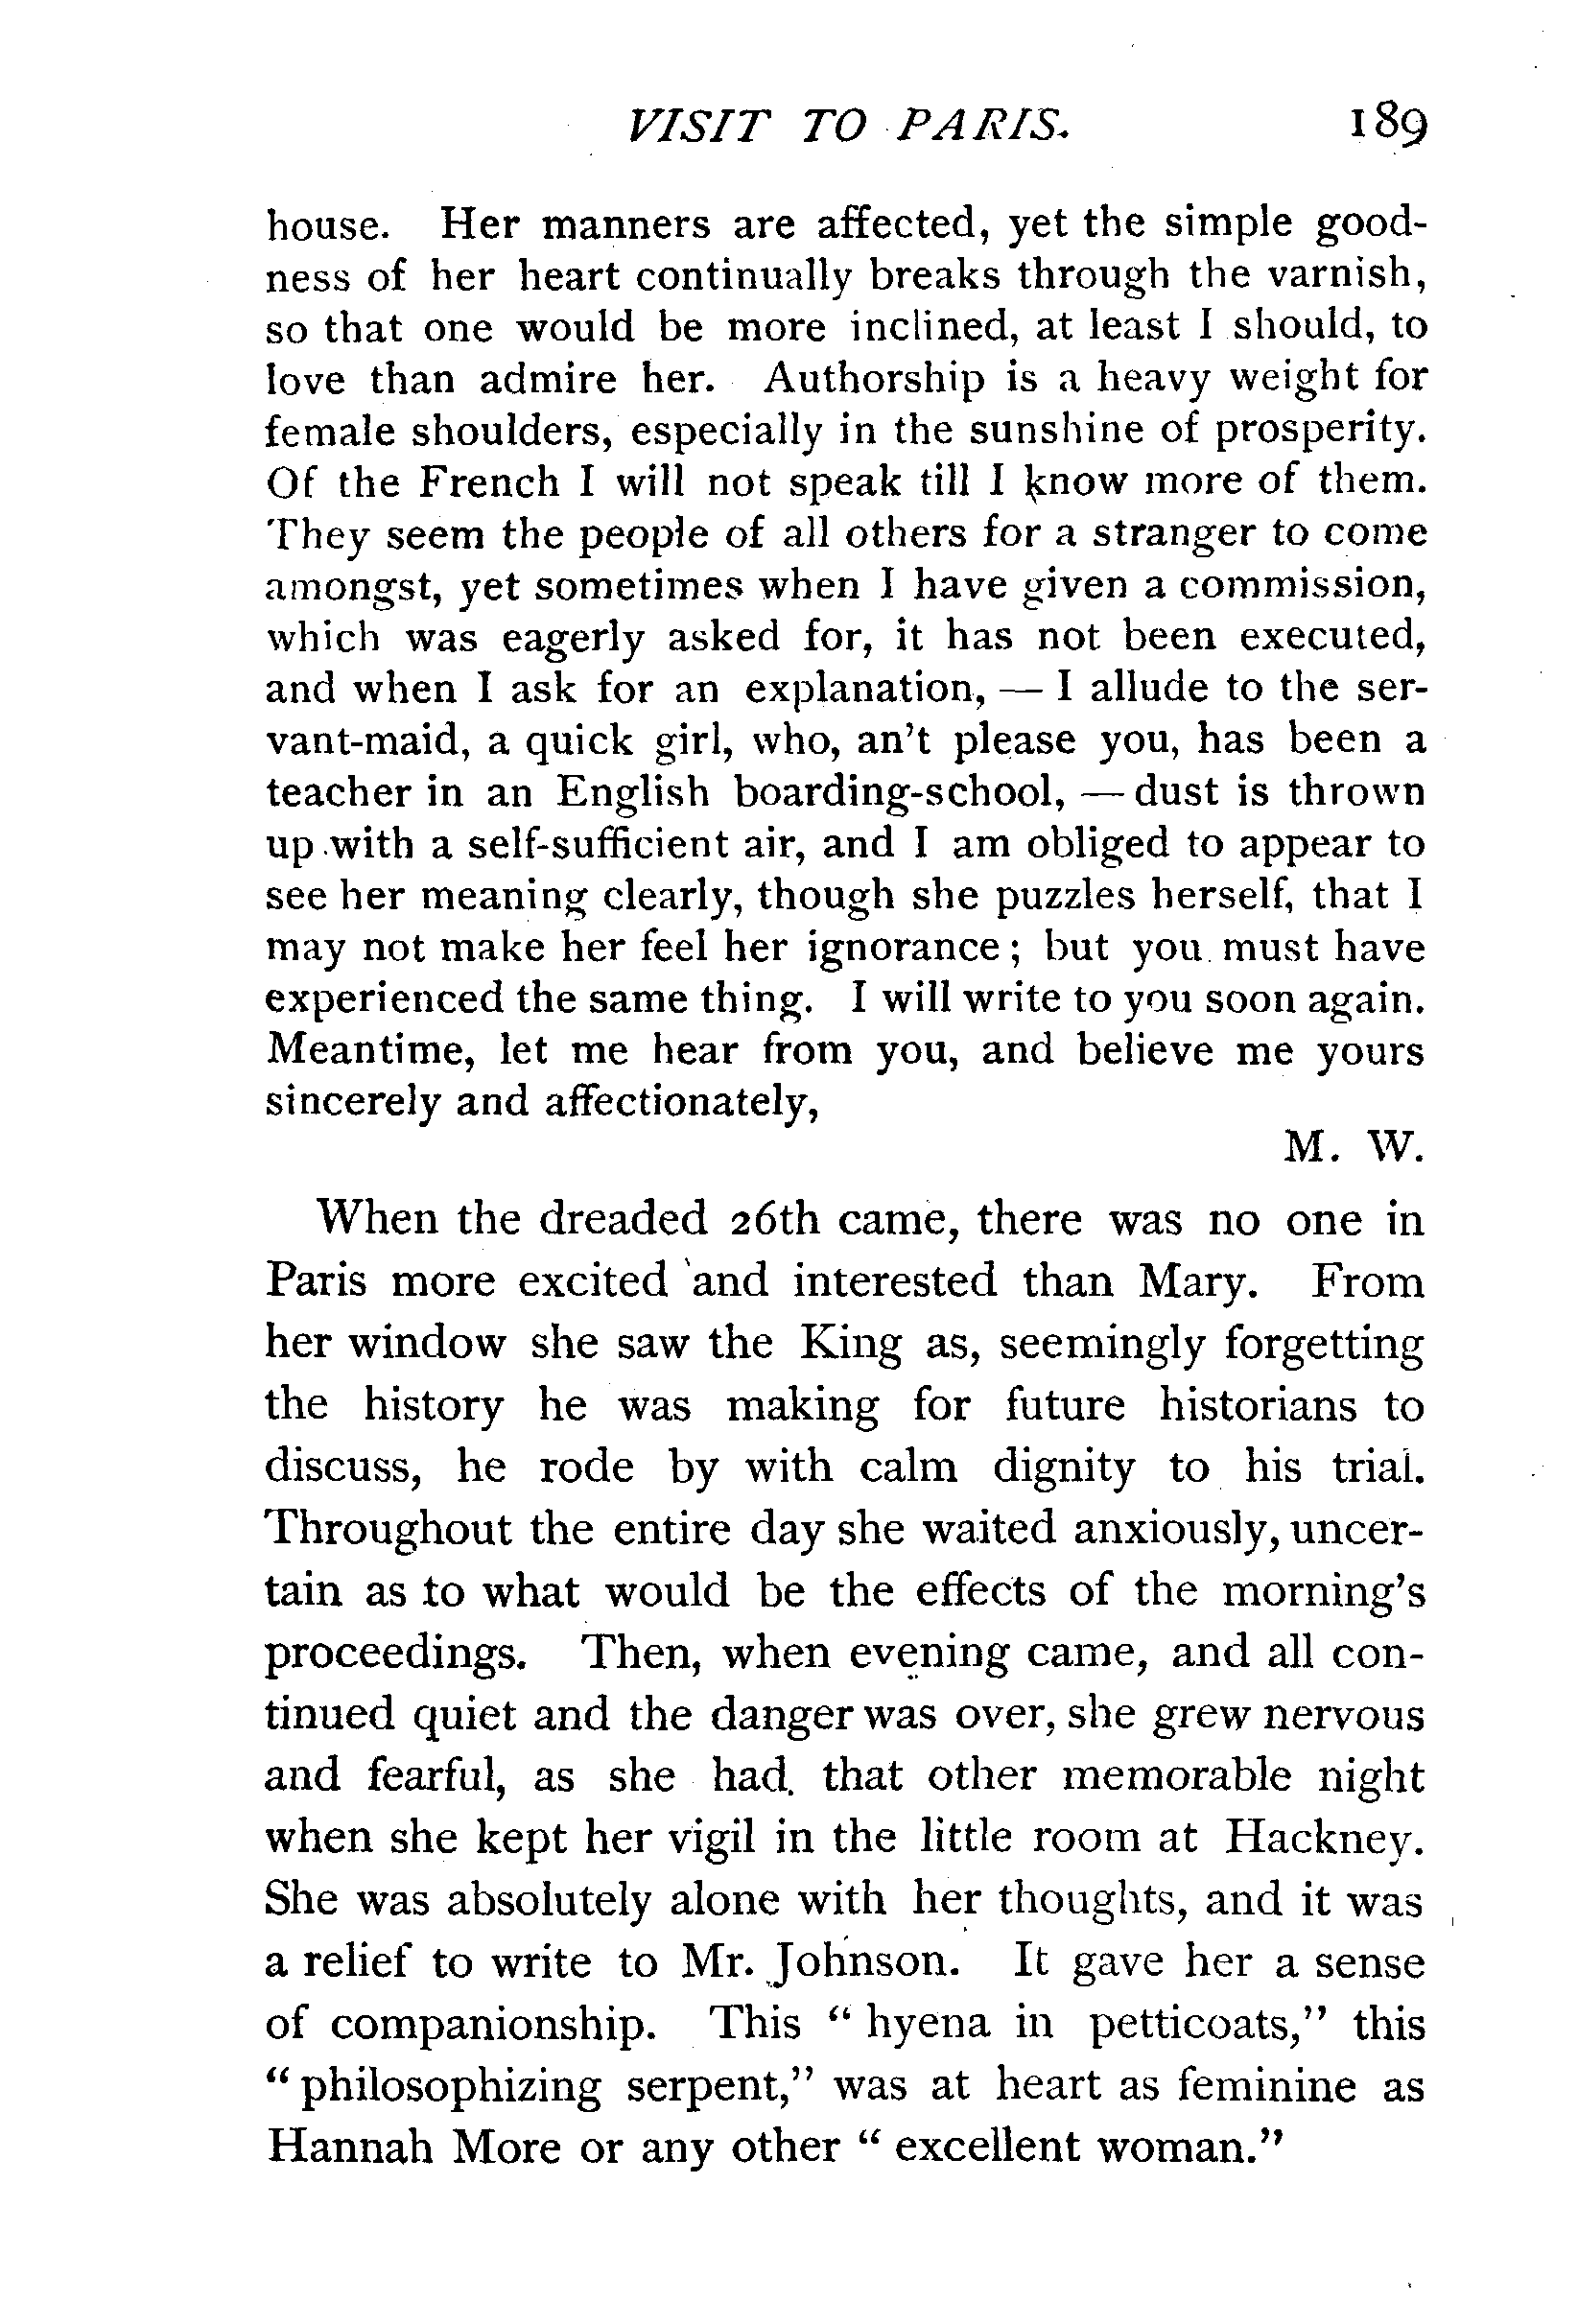 VISIT TO PARIS. 189
house. Her manners are affected, yet the simple good-
ness of her heart continually breaks through the varnish,
so that one would be more inclined, at least I should, to
love than admire her. Authorship is a heavy weight for
female shoulders, especially in the sunshine of prosperity.
Of the French I will not speak till I know more of them.
They seem the people of all others for a stranger to come
amongst, yet sometimes when I have given a commission,
which was eagerly asked for, it has not been executed,
and when I ask for an explanation, — I allude to the ser-
vant-maid, a quick girl, who, an't please you, has been a
teacher in an English boarding-school, — dust is thrown
up with a self-sufficient air, and I am obliged to appear to
see her meaning clearly, though she puzzles herself, that I
may not make her feel her ignorance; but you must have
experienced the same thing. I will write to you soon again.
Meantime, let me hear from you, and believe me yours
sincerely and affectionately,
M. W.
When the dreaded 26th came, there was no one in
Paris more excited and interested than Mary. From
her window she saw the King as, seemingly forgetting
the history he was making for future historians to
discuss, he rode by with calm dignity to his trial.
Throughout the entire day she waited anxiously, uncer-
tain as to what would be the effects of the morning's
proceedings. Then, when evening came, and all con-
tinued quiet and the danger was over, she grew nervous
and fearful, as she had that other memorable night
when she kept her vigil in the little room at Hackney.
She was absolutely alone with her thoughts, and it was
a relief to write to Mr. Johnson. It gave her a sense
of companionship. This "hyena in petticoats," this
"philosophizing serpent," was at heart as feminine as
Hannah More or any other "excellent woman."